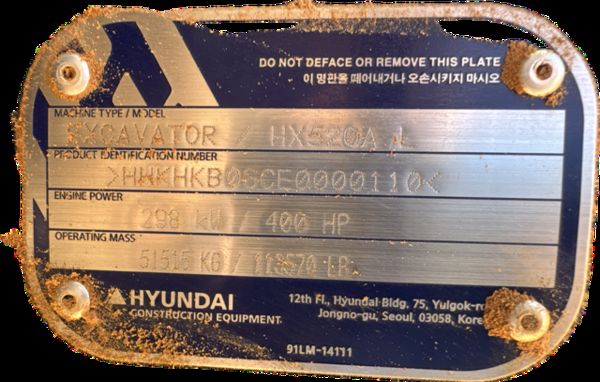 DO NOT DEFACE OR REMOVE THIS PLATE
이 명판을 떼어내거나 오손시키지 마시오
MACHINE TYPE / MODEL
EXCAVATOR / HX520A L
PRODUCT IDENTIFICATION NUMBER
>HHKHKB0SCE0000110<
ENGINE POWER
298 kW / 400 HP
OPERATING MASS
51515 KG / 113570 LB
HYUNDAI
CONSTRUCTION EQUIPMENT
12th Fl., Hyundai Bldg. 75, Yulgok-r
Jongno-gu, Seoul, 03058, Kore
91LM-14111